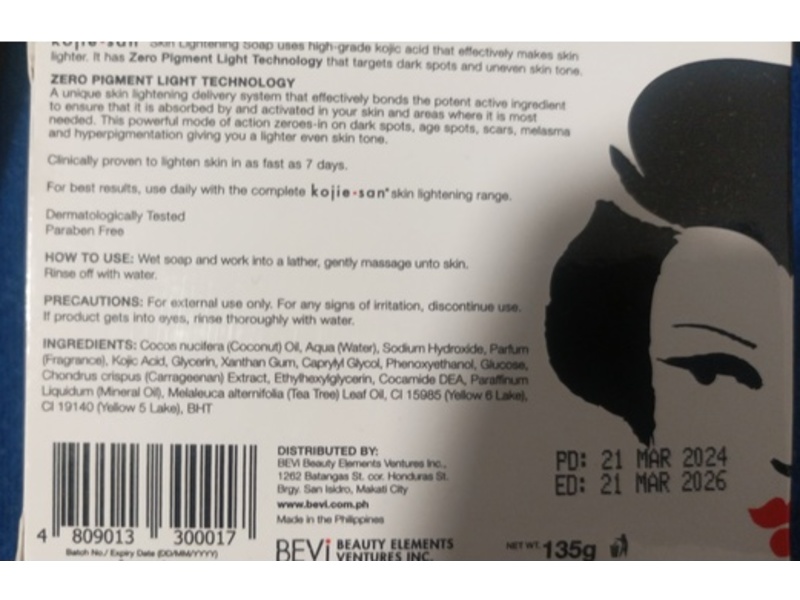 kojie·san Skin Lightening Soap uses high-grade kojic acid that effectively makes skin
lighter. It has Zero Pigment Light Technology that targets dark spots and uneven skin tone.
ZERO PIGMENT LIGHT TECHNOLOGY
A unique skin lightening delivery system that effectively bonds the potent active ingredient
to ensure that it is absorbed by and activated in your skin and areas where it is most
needed. This powerful mode of action zeroes-in on dark spots, age spots, scars, melasma
and hyperpigmentation giving you a lighter even skin tone.
Clinically proven to lighten skin in as fast as 7 days.
For best results, use daily with the complete kojie·san® skin lightening range.
Dermatologically Tested
Paraben Free
HOW TO USE: Wet soap and work into a lather, gently massage unto skin.
Rinse off with water.
PRECAUTIONS: For external use only. For any signs of irritation, discontinue use.
If product gets into eyes, rinse thoroughly with water.
INGREDIENTS: Cocos nucifera (Coconut) Oil, Aqua (Water), Sodium Hydroxide, Parfum
(Fragrance), Kojic Acid, Glycerin, Xanthan Gum, Caprylyl Glycol, Phenoxyethanol, Glucose,
Chondrus crispus (Carrageenan) Extract, Ethylhexylglycerin, Cocamide DEA, Paraffinum
Liquidum (Mineral Oil), Melaleuca alternifolia (Tea Tree) Leaf Oil, CI 15985 (Yellow 6 Lake),
CI 19140 (Yellow 5 Lake), BHT
DISTRIBUTED BY:
BEVi Beauty Elements Ventures Inc.,
1262 Batangas St. cor. Honduras St.
Brgy. San Isidro, Makati City
www.bevi.com.ph
Made in the Philippines
PD: 21 MAR 2024
ED: 21 MAR 2026
4 809013 300017
Batch No./ Expiry Date (DD/MM/YYYY)
BEVi BEAUTY ELEMENTS
VENTURES INC.
NET WT. 135g